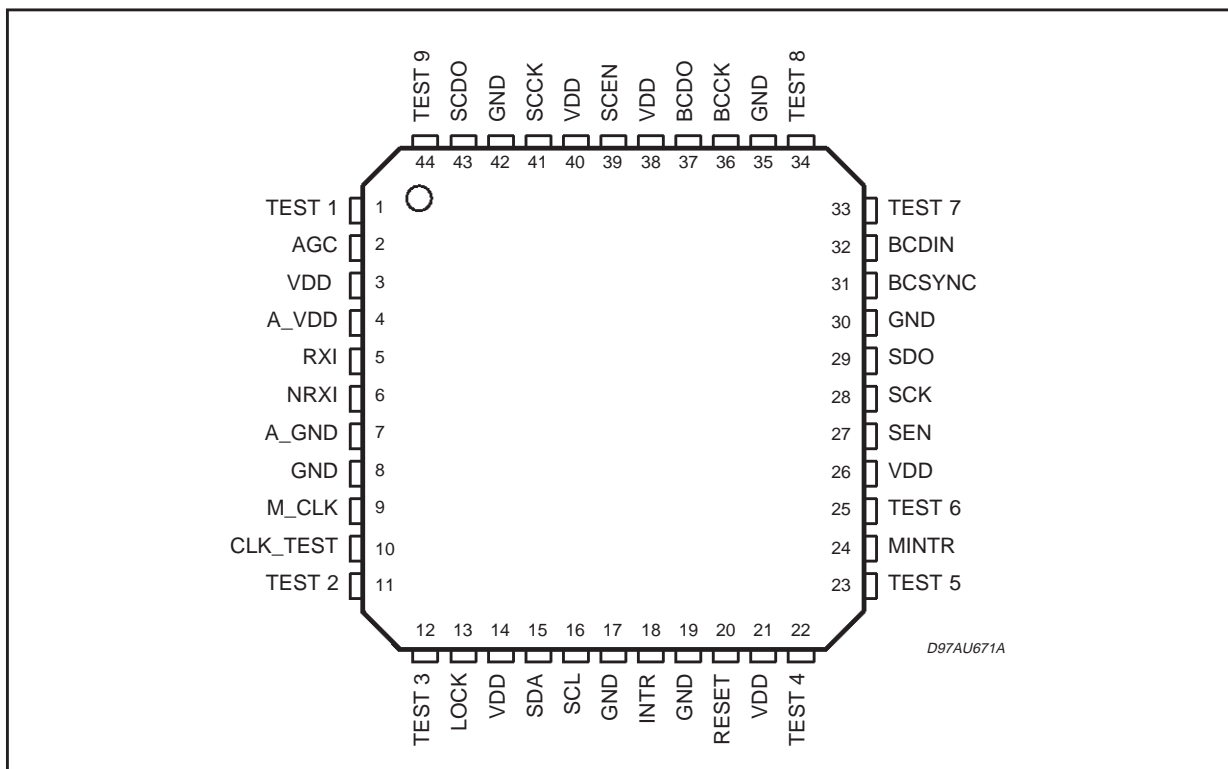 TEST 9
SCDO
GND
SCCK
VDD
SCEN
VDD
BCDO
BCCK
GND
TEST 8
44 43 42 41 40 39 38 37 36 35 34
TEST 1 1 33 TEST 7
AGC 2 32 BCDIN
VDD 3 31 BCSYNC
A_VDD 4 30 GND
RXI 5 29 SDO
NRXI 6 28 SCK
A_GND 7 27 SEN
GND 8 26 VDD
M_CLK 9 25 TEST 6
CLK_TEST 10 24 MINTR
TEST 2 11 23 TEST 5
12 13 14 15 16 17 18 19 20 21 22
D97AU671A
TEST 3
LOCK
VDD
SDA
SCL
GND
INTR
GND
RESET
VDD
TEST 4